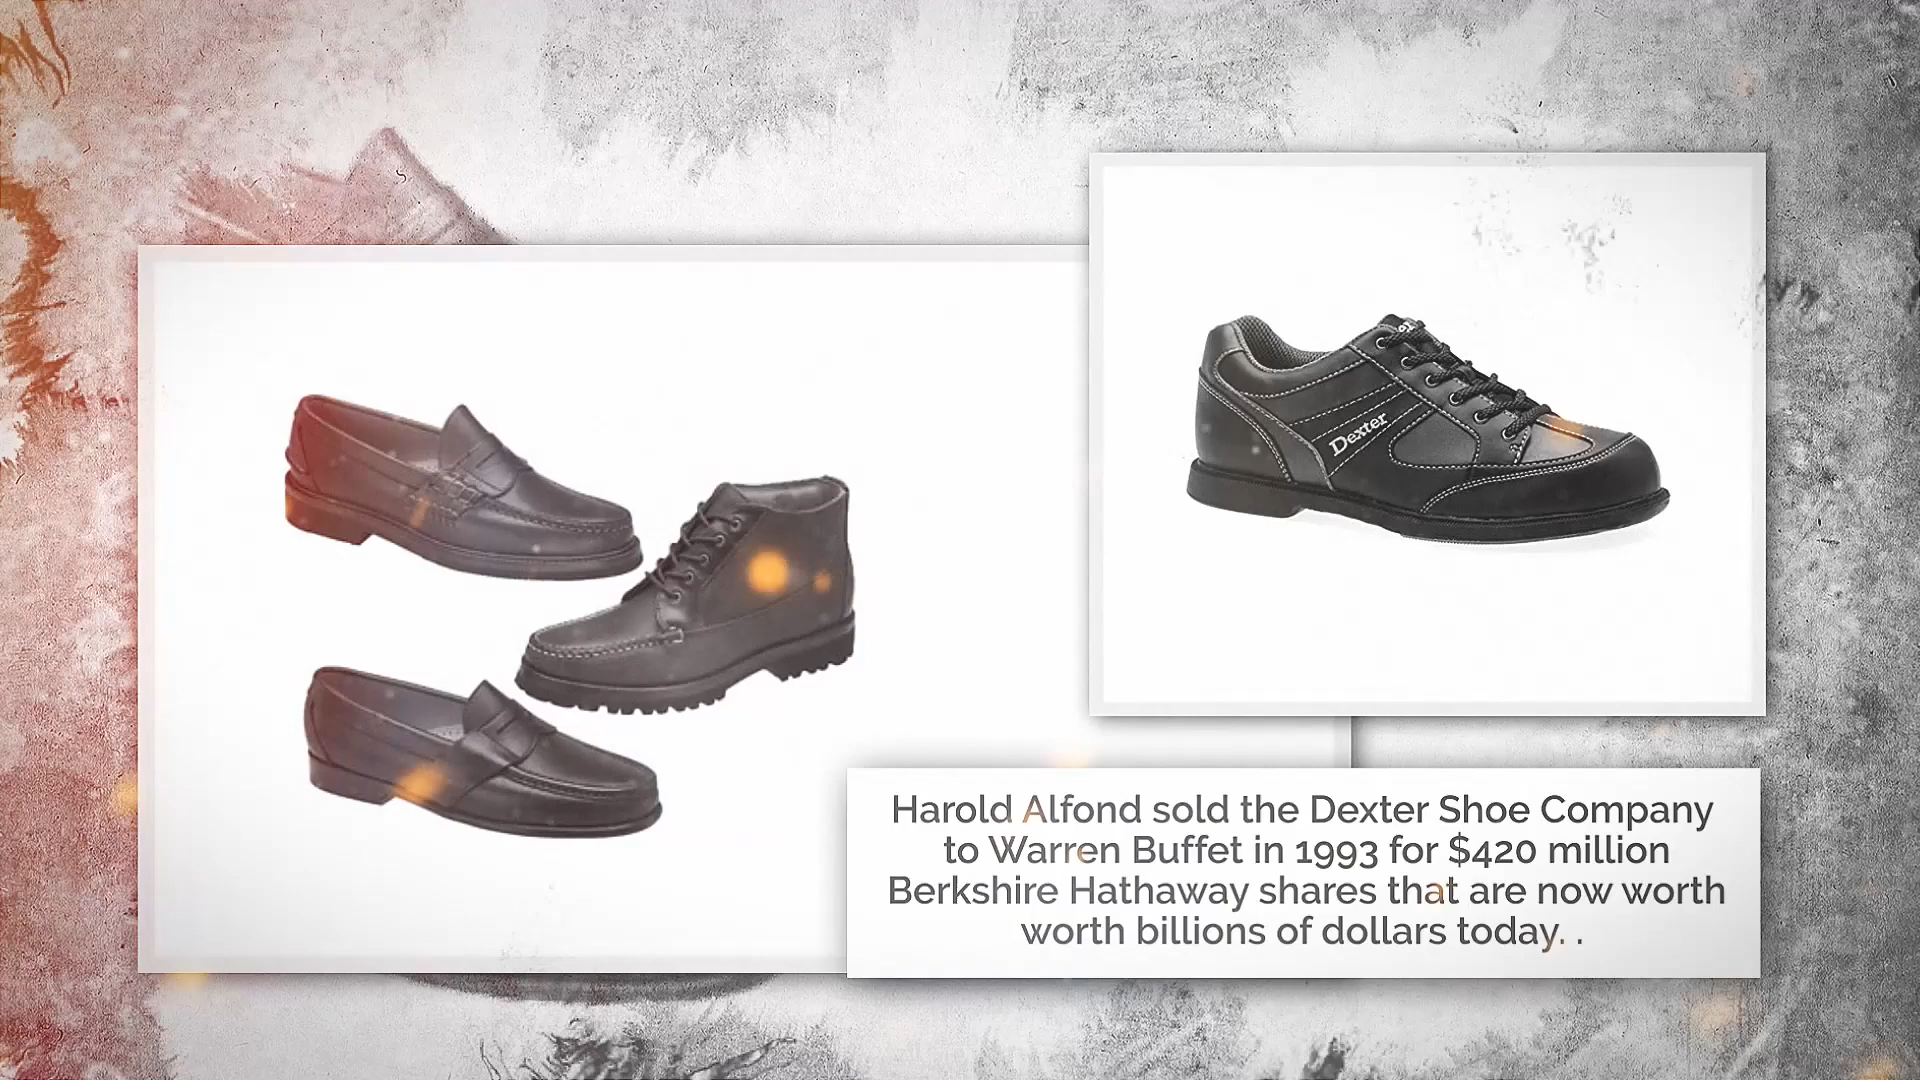 Dexter
Harold Alfond sold the Dexter Shoe Company
to Warren Buffet in 1993 for $420 million
Berkshire Hathaway shares that are now worth
worth billions of dollars today. .